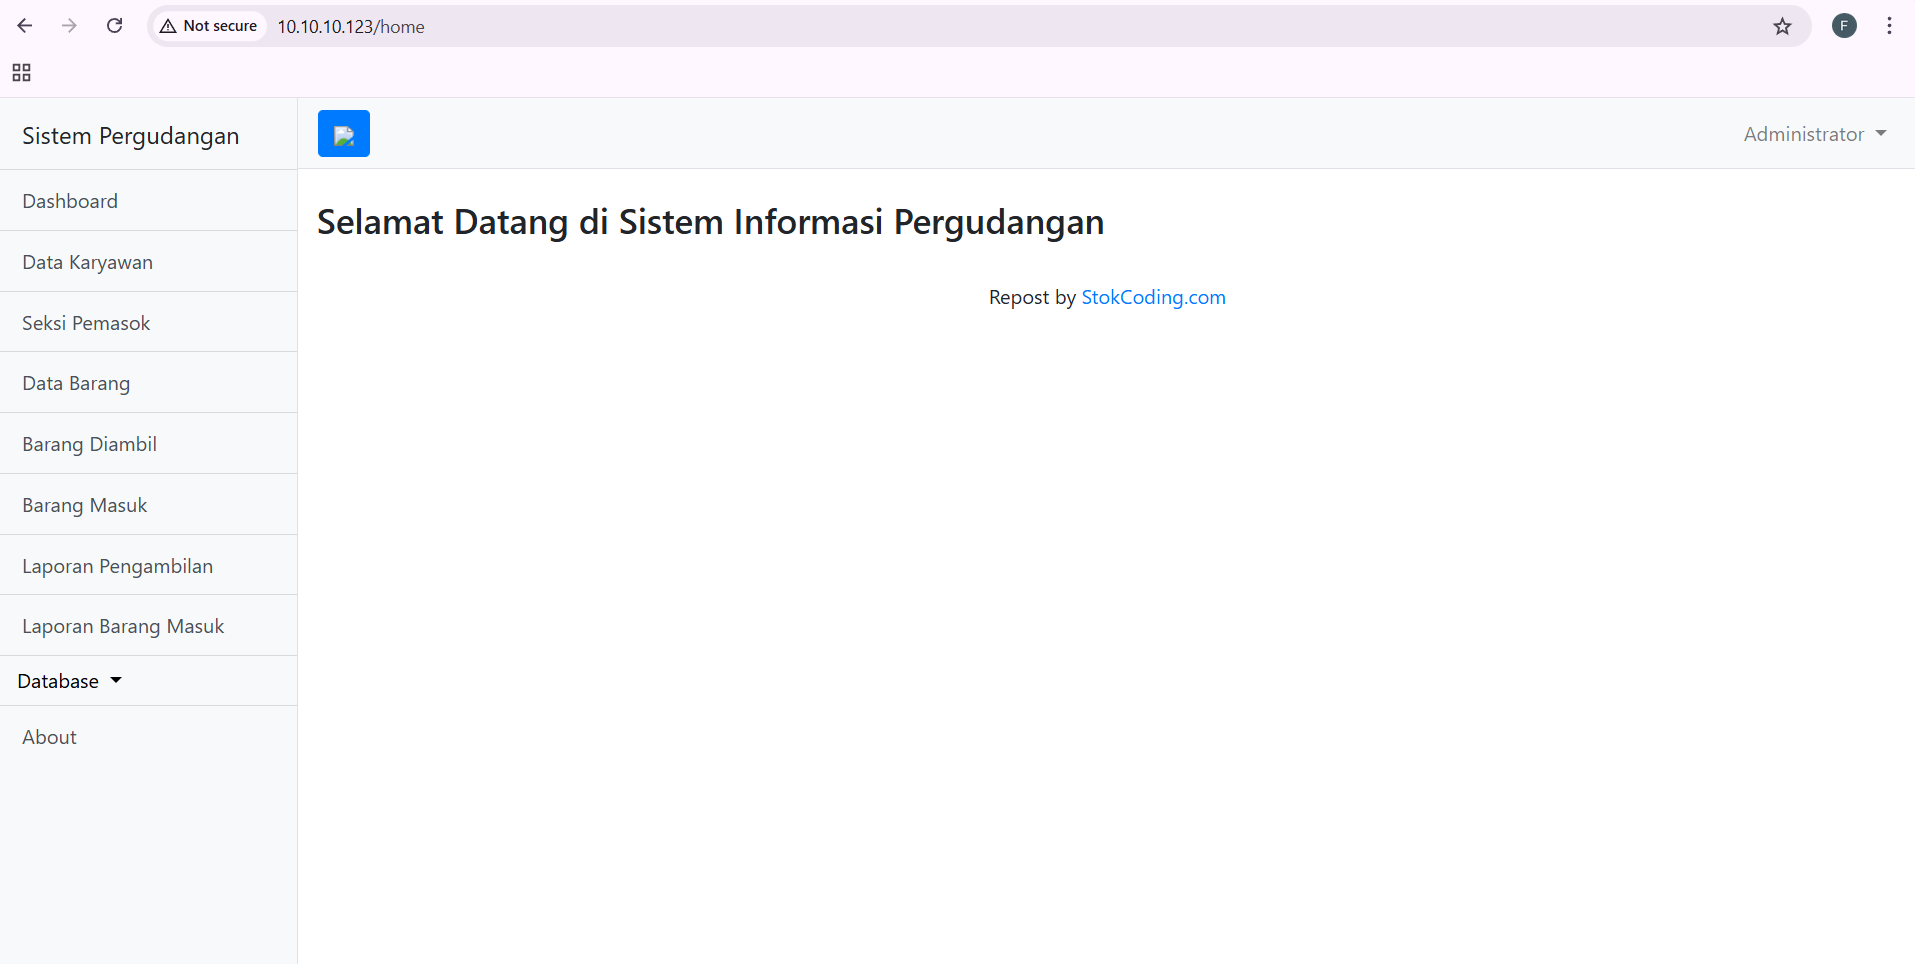 Not secure
10.10.10.123/home
F
Sistem Pergudangan
Administrator
Dashboard
Data Karyawan
Seksi Pemasok
Data Barang
Barang Diambil
Barang Masuk
Laporan Pengambilan
Laporan Barang Masuk
Database
About
Selamat Datang di Sistem Informasi Pergudangan
Repost by StokCoding.com